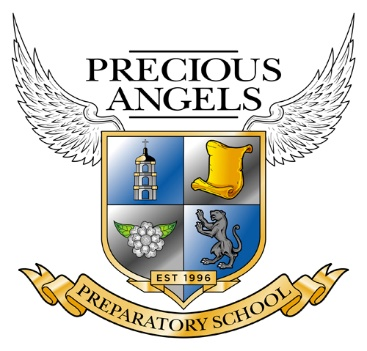 PRECIOUS
ANGELS
EST 1996
PREPARATORY SCHOOL